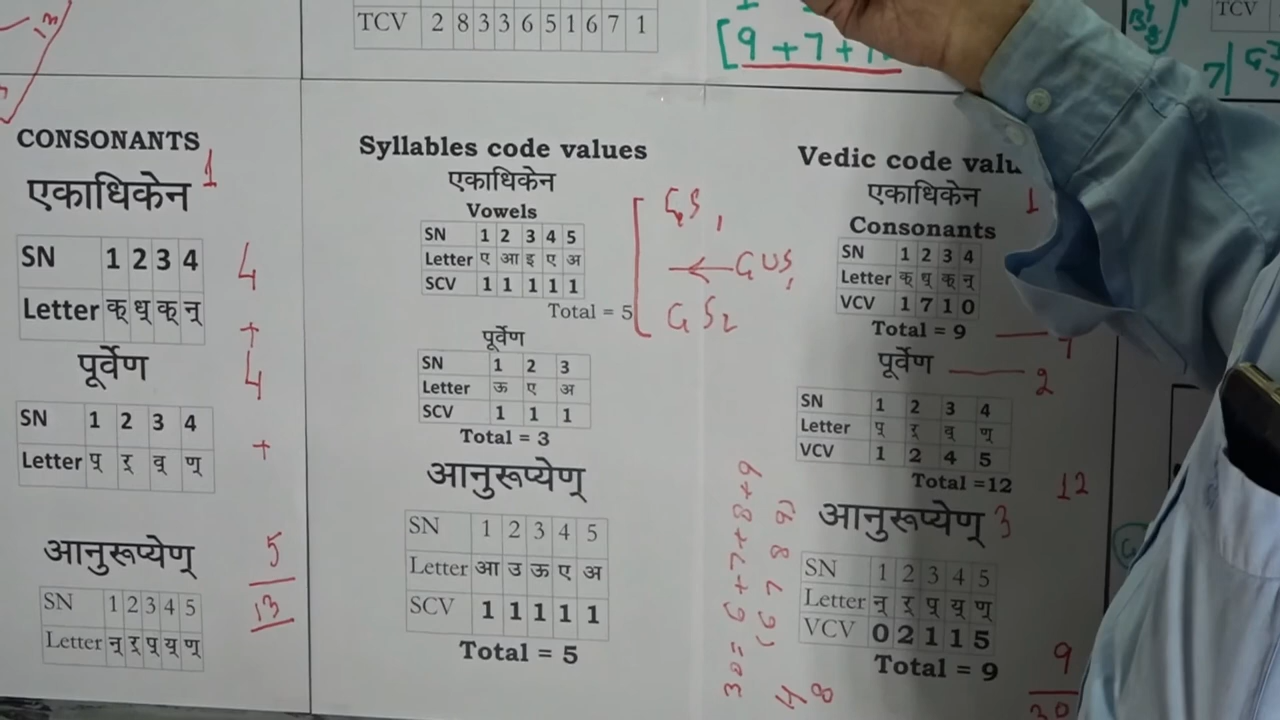 TCV 2 8 3 3 6 5 1 6 7 1
[9 + 7 + 1
TCV
CONSONANTS
एकाधिकेन 1
SN 1 2 3 4
Letter क् ध् क् न्
4
+
पूर्वेण
4
SN 1 2 3 4
Letter प् र् व् ण्
+
आनुरूप्येण्
5
SN 1 2 3 4 5
Letter न् र् प् य् ण्
13
Syllables code values
एकाधिकेन
Vowels
SN 1 2 3 4 5
Letter ए आ इ ए अ
SCV 1 1 1 1 1
Total = 5
GS1
GUS1
GS2
पूर्वेण
SN 1 2 3
Letter ऊ ए अ
SCV 1 1 1
Total = 3
आनुरूप्येण्
SN 1 2 3 4 5
Letter आ उ ऊ ए अ
SCV 1 1 1 1 1
Total = 5
Vedic code valu
एकाधिकेन 1
Consonants
SN 1 2 3 4
Letter क् ध् क् न्
VCV 1 7 1 0
Total = 9
पूर्वेण 2
SN 1 2 3 4
Letter प् र् व् ण्
VCV 1 2 4 5
Total =12 12
आनुरूप्येण् 3
SN 1 2 3 4 5
Letter न् र् प् य् ण्
VCV 0 2 1 1 5
Total = 9
9
30